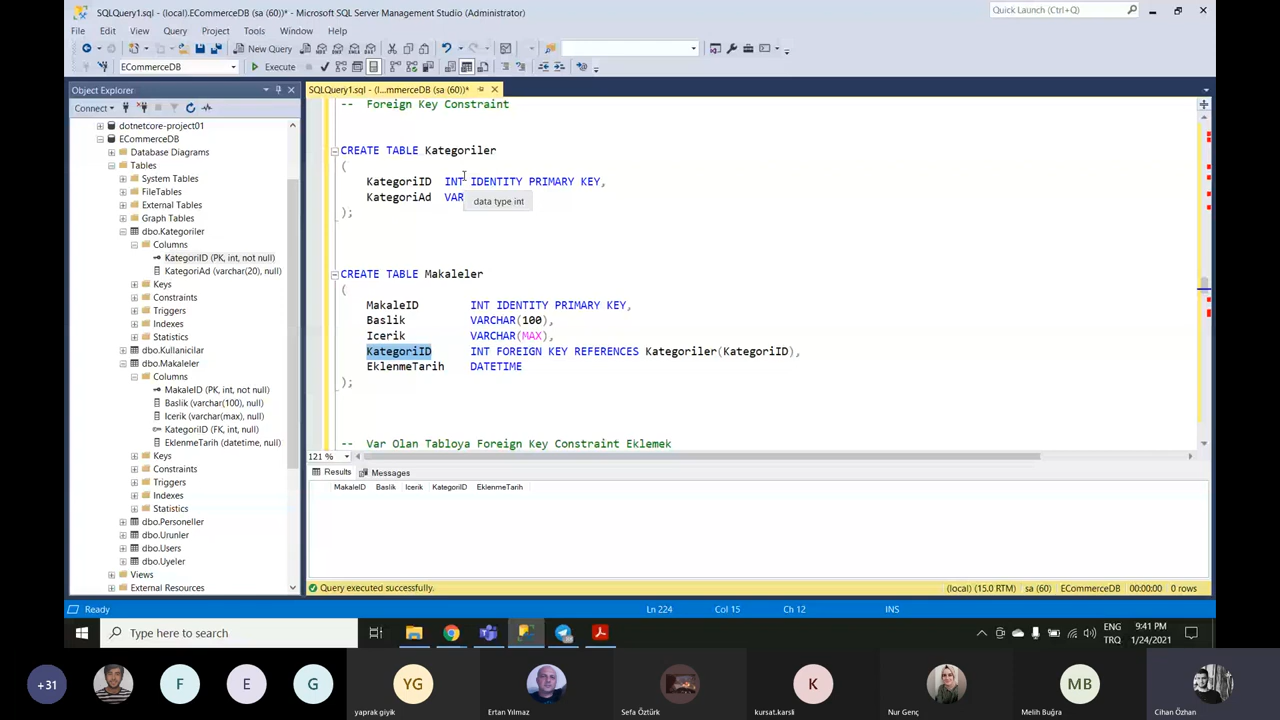 SQLQuery1.sql - (local).ECommerceDB (sa (60))* - Microsoft SQL Server Management Studio (Administrator)
Quick Launch (Ctrl+Q)
File Edit View Query Project Tools Window Help
New Query
ECommerceDB
Execute
Object Explorer
Connect
dotnetcore-project01
ECommerceDB
Database Diagrams
Tables
System Tables
FileTables
External Tables
Graph Tables
dbo.Kategoriler
Columns
KategoriID (PK, int, not null)
KategoriAd (varchar(20), null)
Keys
Constraints
Triggers
Indexes
Statistics
dbo.Kullanicilar
dbo.Makaleler
Columns
MakaleID (PK, int, not null)
Baslik (varchar(100), null)
Icerik (varchar(max), null)
KategoriID (FK, int, null)
EklenmeTarih (datetime, null)
Keys
Constraints
Triggers
Indexes
Statistics
dbo.Personeller
dbo.Urunler
dbo.Users
dbo.Uyeler
Views
External Resources
SQLQuery1.sql - (l...mmerceDB (sa (60))*
-- Foreign Key Constraint
CREATE TABLE Kategoriler
(
KategoriID INT IDENTITY PRIMARY KEY,
KategoriAd VAR
data type int
);
CREATE TABLE Makaleler
(
MakaleID INT IDENTITY PRIMARY KEY,
Baslik VARCHAR(100),
Icerik VARCHAR(MAX),
KategoriID INT FOREIGN KEY REFERENCES Kategoriler(KategoriID),
EklenmeTarih DATETIME
);
-- Var Olan Tabloya Foreign Key Constraint Eklemek
121 %
Results Messages
MakaleID Baslik Icerik KategoriID EklenmeTarih
Query executed successfully.
(local) (15.0 RTM) sa (60) ECommerceDB 00:00:00 0 rows
Ready
Ln 224 Col 15 Ch 12 INS
Type here to search
ENG
TRQ
9:41 PM
1/24/2021
+31
F
E
G
YG
yaprak giyik
Ertan Yılmaz
Sefa Öztürk
K
kursat.karsli
Nur Genç
MB
Melih Buğra
Cihan Özhan